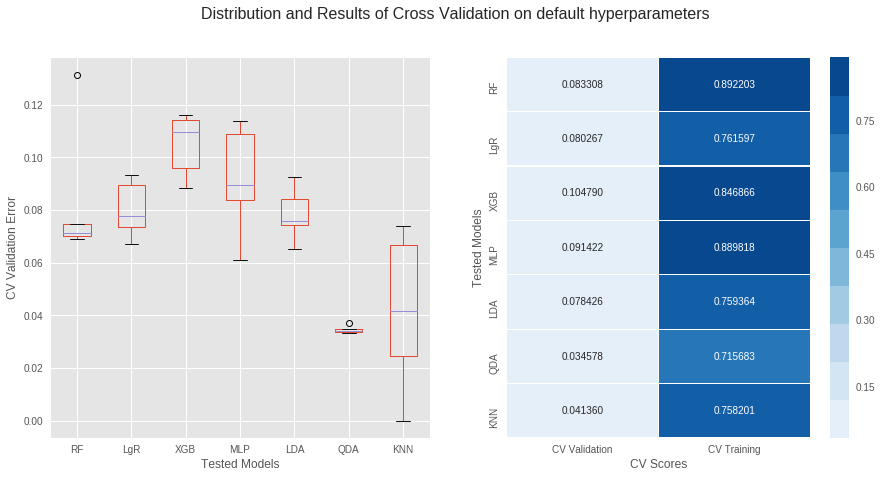 Distribution and Results of Cross Validation on default hyperparameters
CV Validation Error
0.12
0.10
0.08
0.06
0.04
0.02
0.00
RF LgR XGB MLP LDA QDA KNN
Tested Models
Tested Models
RF 0.083308 0.892203
LgR 0.080267 0.761597
XGB 0.104790 0.846866
MLP 0.091422 0.889818
LDA 0.078426 0.759364
QDA 0.034578 0.715683
KNN 0.041360 0.758201
CV Validation CV Training
CV Scores
0.75
0.60
0.45
0.30
0.15